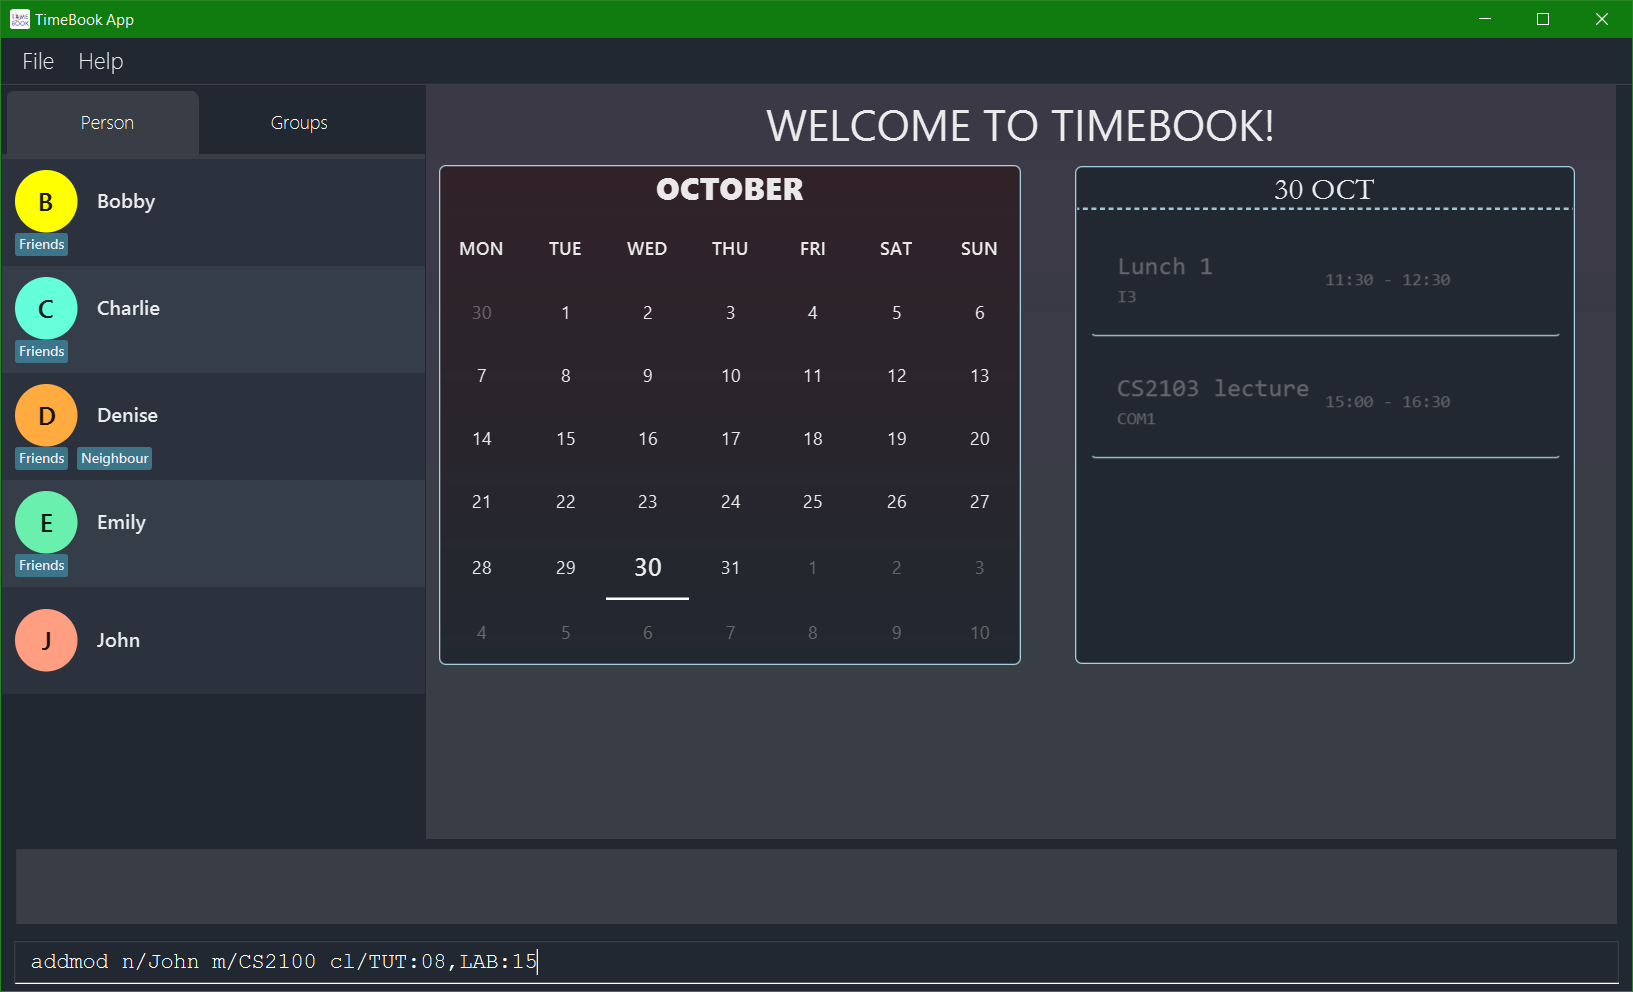 TimeBook App
File Help
Person Groups
B Bobby
Friends
C Charlie
Friends
D Denise
Friends Neighbour
E Emily
Friends
J John
WELCOME TO TIMEBOOK!
OCTOBER
MON TUE WED THU FRI SAT SUN
30 1 2 3 4 5 6
7 8 9 10 11 12 13
14 15 16 17 18 19 20
21 22 23 24 25 26 27
28 29 30 31 1 2 3
4 5 6 7 8 9 10
30 OCT
Lunch 1
I3
11:30 - 12:30
CS2103 lecture
COM1
15:00 - 16:30
addmod n/John m/CS2100 cl/TUT:08,LAB:15